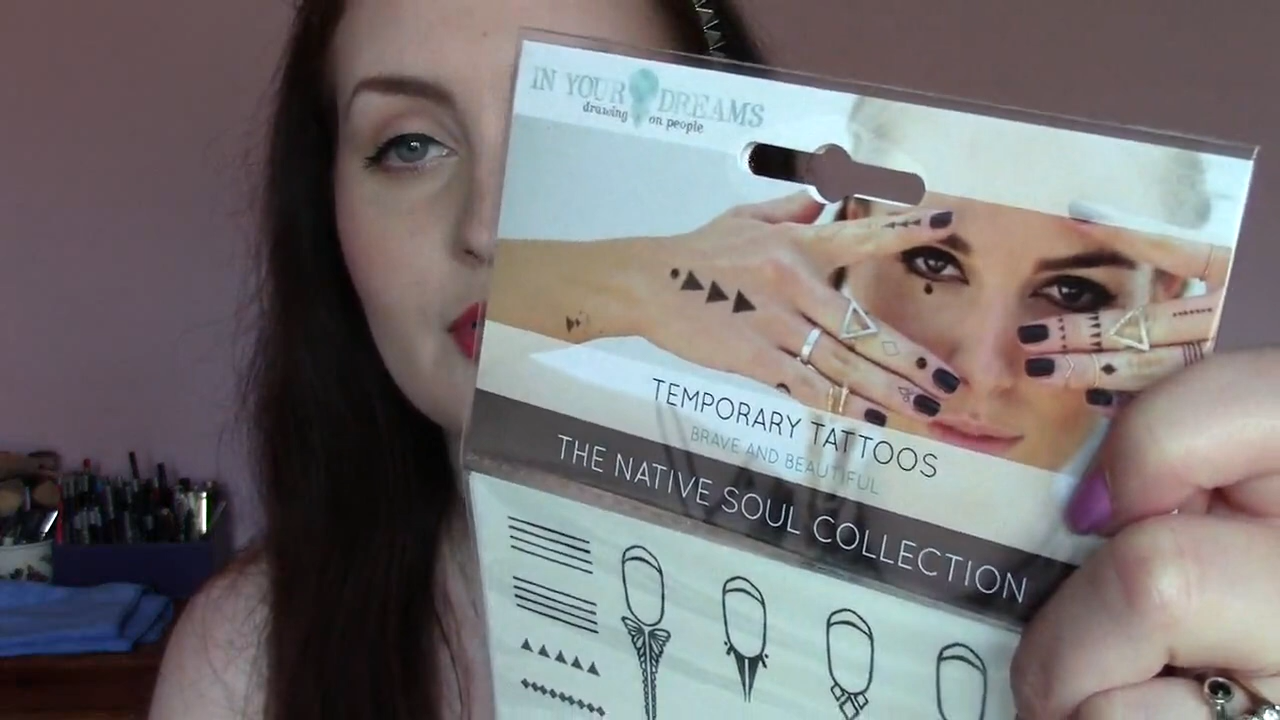 IN YOUR DREAMS
drawing on people
TEMPORARY TATTOOS
BRAVE AND BEAUTIFUL
THE NATIVE SOUL COLLECTION